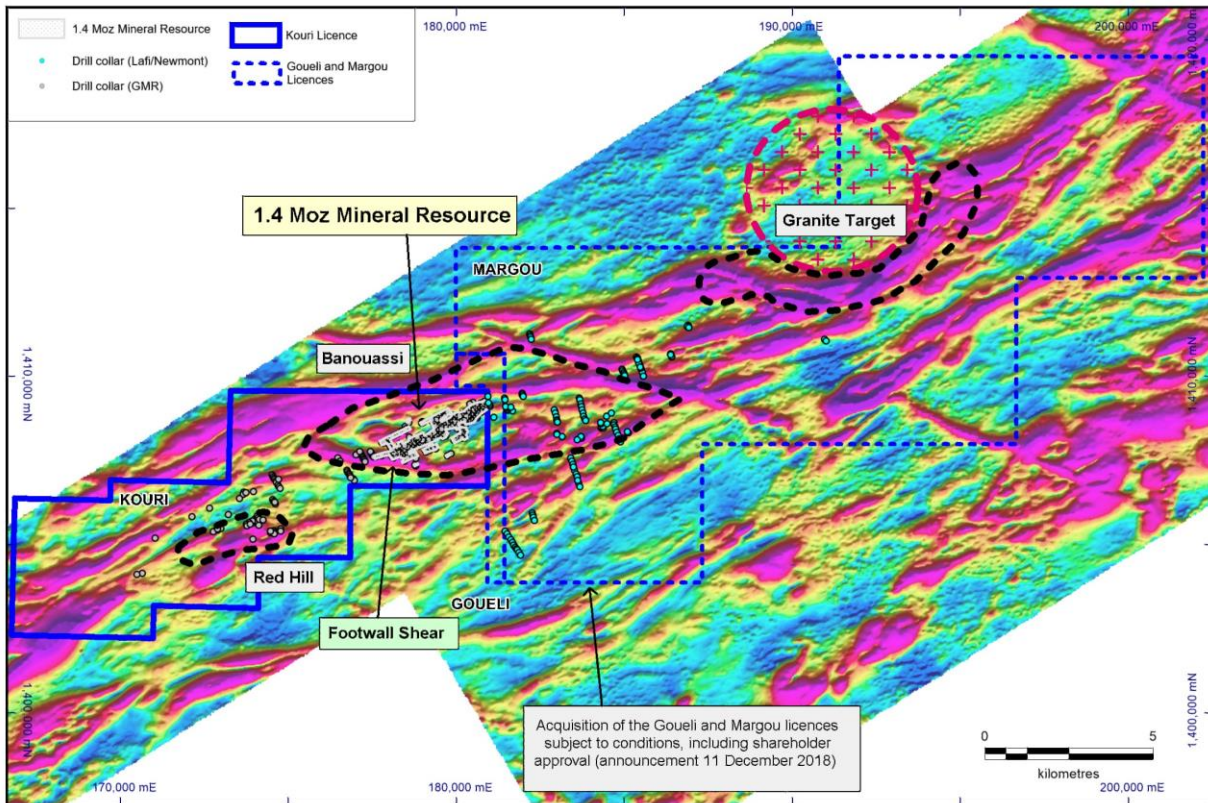 180,000 mE
190,000 mE
200,000 mE
1.4 Moz Mineral Resource
Drill collar (Lafi/Newmont)
Drill collar (GMR)
Kouri Licence
Goueli and Margou
Licences
1.4 Moz Mineral Resource
Granite Target
MARGOU
Banouassi
1,410,000 mN
1,410,000 mN
KOURI
Red Hill
GOUELI
Footwall Shear
Acquisition of the Goueli and Margou licences
subject to conditions, including shareholder
approval (announcement 11 December 2018)
0
5
kilometres
1,400,000 mN
1,400,000 mN
170,000 mE
180,000 mE
190,000 mE
200,000 mE